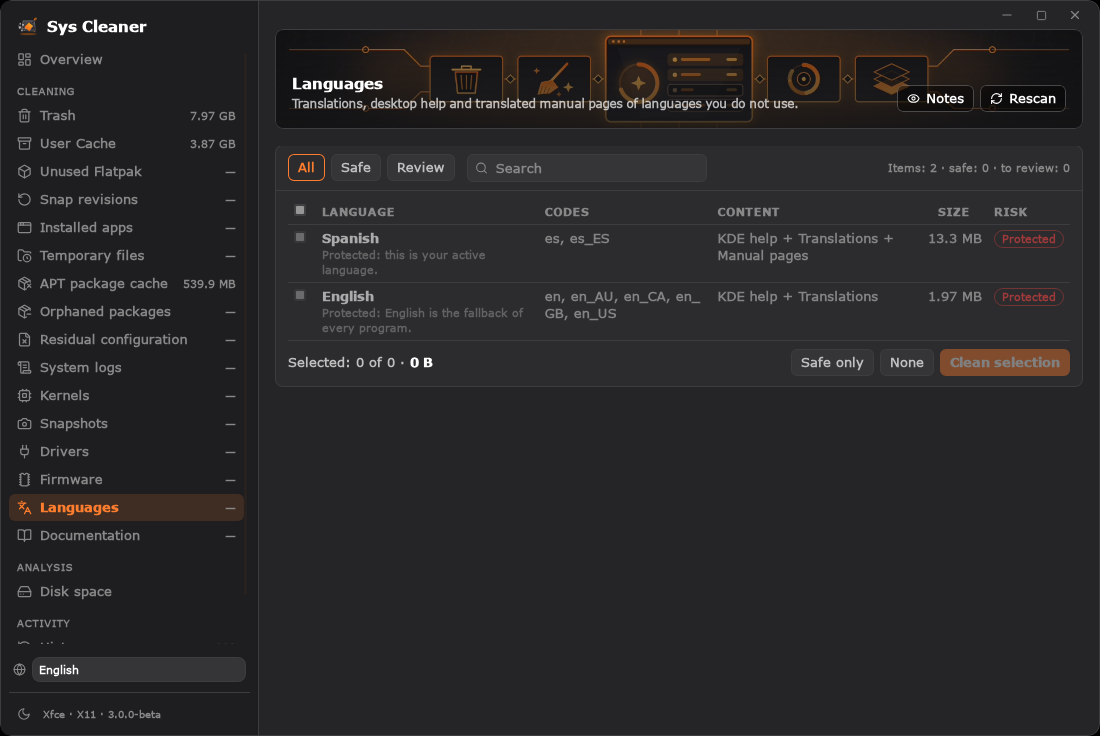 Sys Cleaner
Overview
CLEANING
Trash 7.97 GB
User Cache 3.87 GB
Unused Flatpak —
Snap revisions —
Installed apps —
Temporary files —
APT package cache 539.9 MB
Orphaned packages —
Residual configuration —
System logs —
Kernels —
Snapshots —
Drivers —
Firmware —
Languages —
Documentation —
ANALYSIS
Disk space
ACTIVITY
English
Xfce · X11 · 3.0.0-beta
Languages
Translations, desktop help and translated manual pages of languages you do not use.
Notes
Rescan
All
Safe
Review
Search
Items: 2 · safe: 0 · to review: 0
LANGUAGE CODES CONTENT SIZE RISK
Spanish es, es_ES KDE help + Translations + 13.3 MB Protected
Protected: this is your active Manual pages
language.
English en, en_AU, en_CA, en_ KDE help + Translations 1.97 MB Protected
Protected: English is the fallback of GB, en_US
every program.
Selected: 0 of 0 · 0 B
Safe only
None
Clean selection